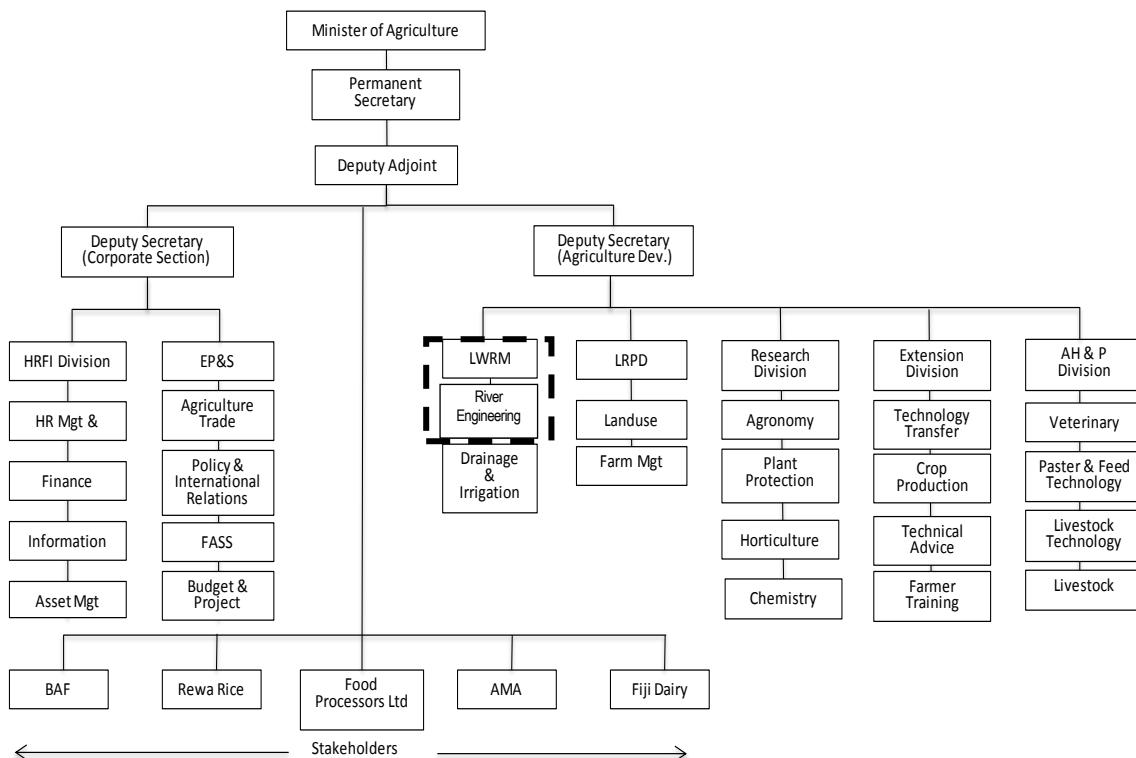 Minister of Agriculture
Permanent
Secretary
Deputy Adjoint
Deputy Secretary
(Corporate Section)
Deputy Secretary
(Agriculture Dev.)
HRFI Division
HR Mgt &
Finance
Information
Asset Mgt
EP&S
Agriculture
Trade
Policy &
International
Relations
FASS
Budget &
Project
LWRM
River
Engineering
Drainage
&
Irrigation
LRPD
Landuse
Farm Mgt
Research
Division
Agronomy
Plant
Protection
Horticulture
Chemistry
Extension
Division
Technology
Transfer
Crop
Production
Technical
Advice
Farmer
Training
AH & P
Division
Veterinary
Paster & Feed
Technology
Livestock
Technology
Livestock
BAF
Rewa Rice
Food
Processors Ltd
AMA
Fiji Dairy
Stakeholders